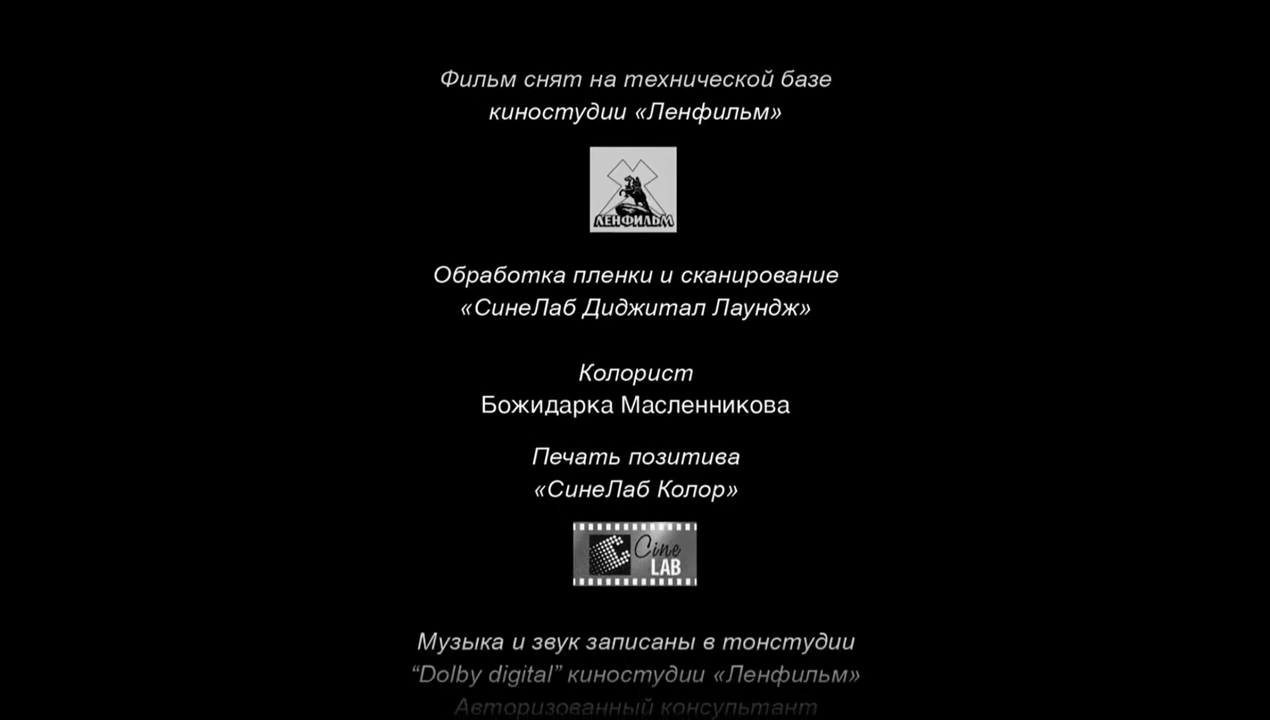 Фильм снят на технической базе
киностудии «Ленфильм»
ЛЕНФИЛЬМ
Обработка пленки и сканирование
«СинеЛаб Диджитал Лаундж»
Колорист
Божидарка Масленникова
Печать позитива
«СинеЛаб Колор»
Cine
LAB
Музыка и звук записаны в тонстудии
“Dolby digital” киностудии «Ленфильм»
Авторизованный консультант